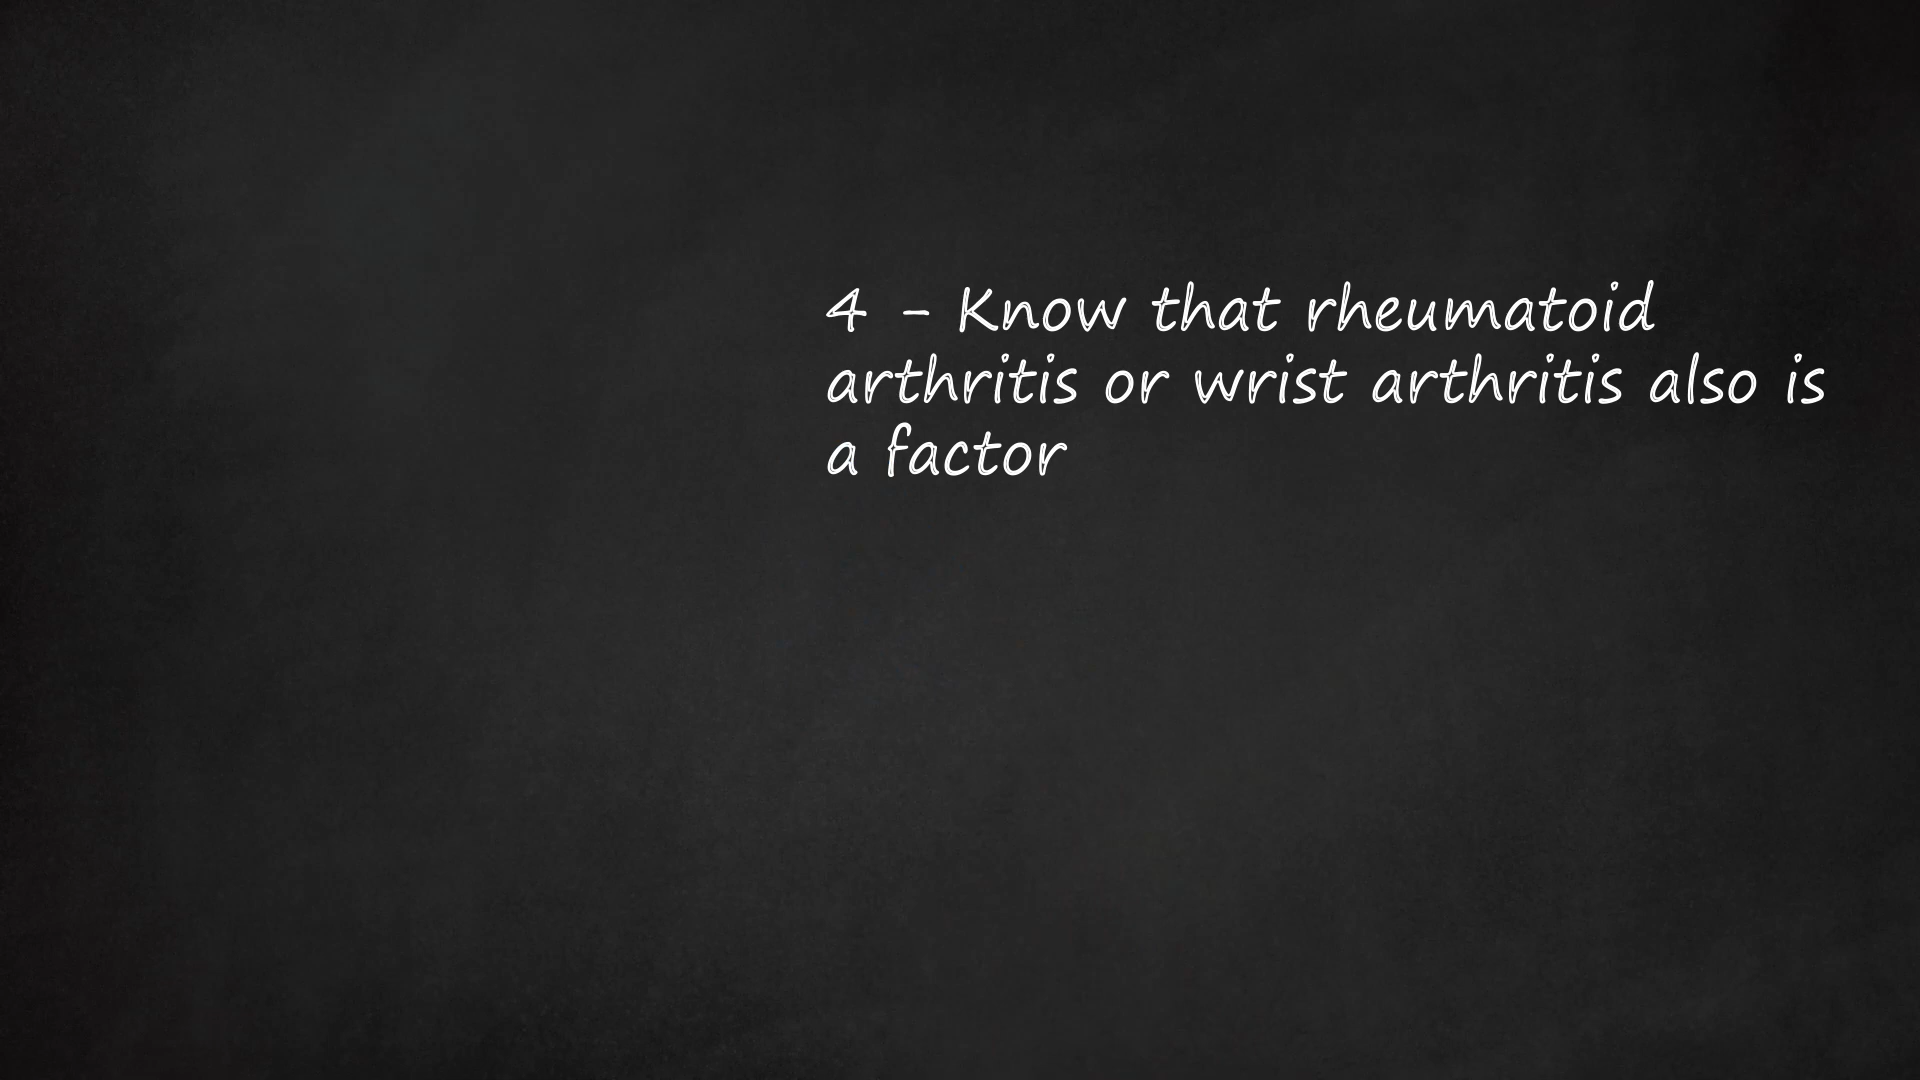 4 - Know that rheumatoid
arthritis or wrist arthritis also is
a factor